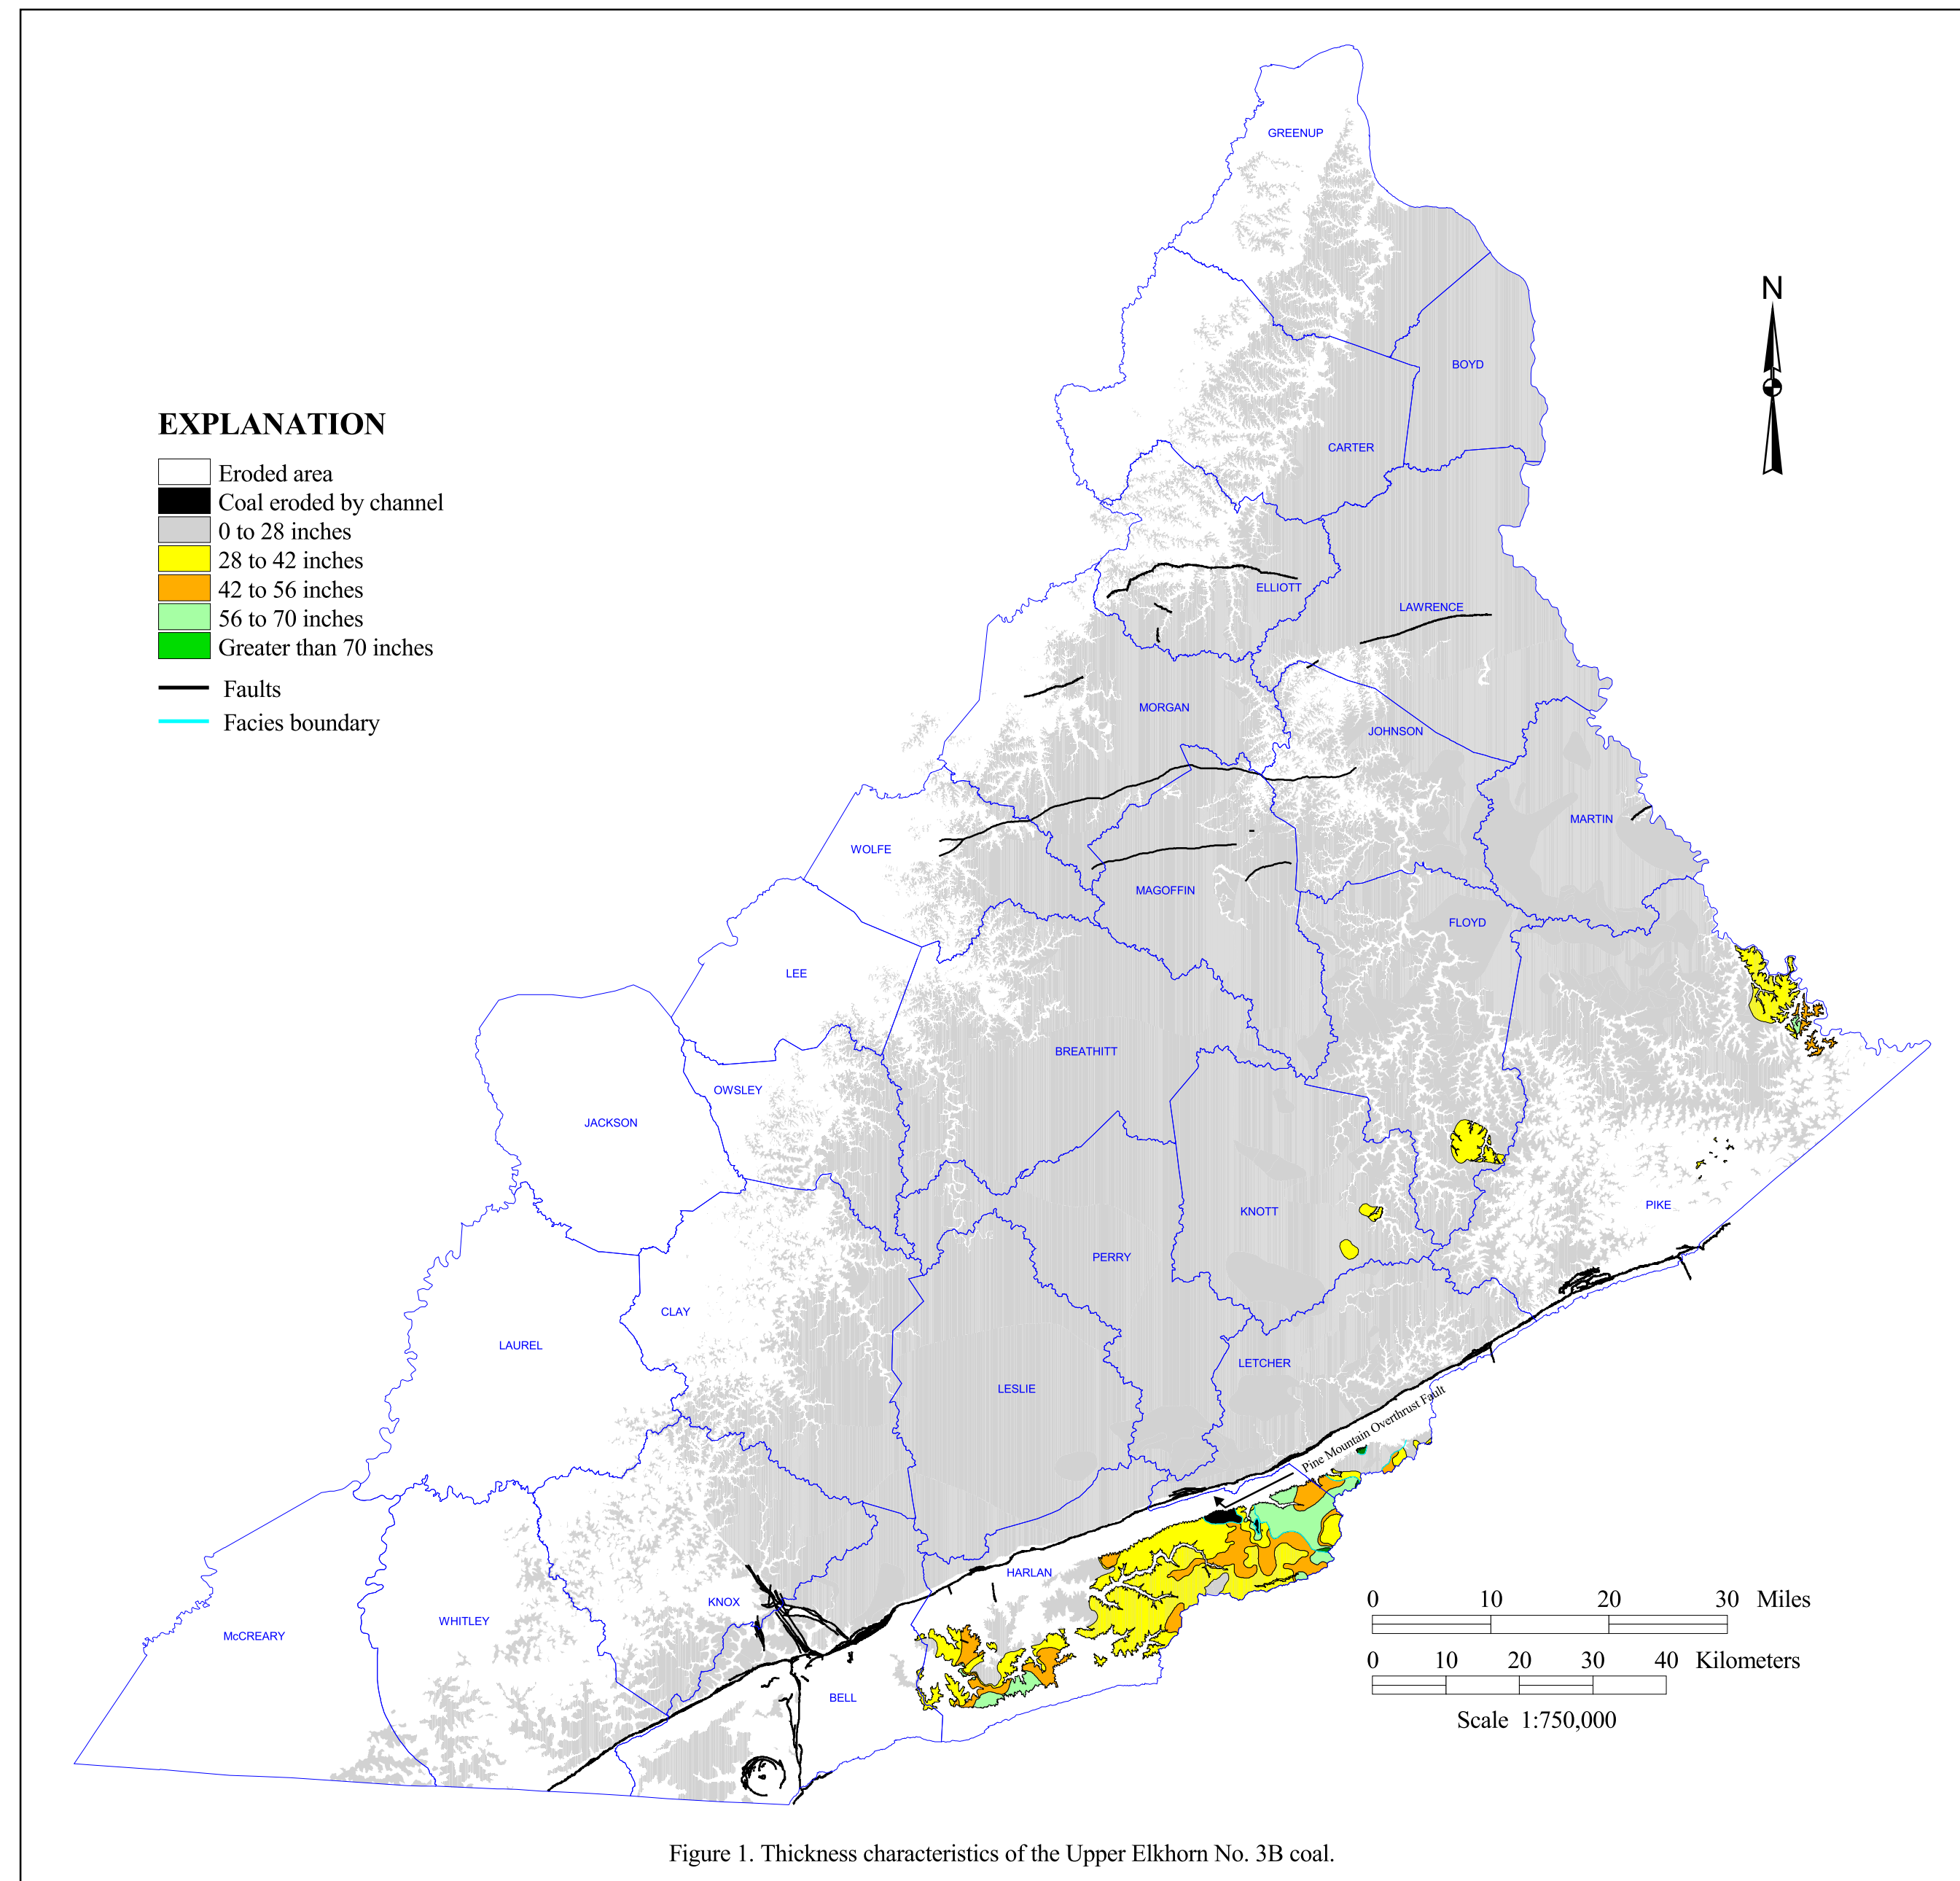 GREENUP
N
BOYD
EXPLANATION
CARTER
Eroded area
Coal eroded by channel
0 to 28 inches
28 to 42 inches
42 to 56 inches
56 to 70 inches
Greater than 70 inches
Faults
Facies boundary
ELLIOTT
LAWRENCE
MORGAN
JOHNSON
MARTIN
WOLFE
MAGOFFIN
FLOYD
LEE
BREATHITT
OWSLEY
JACKSON
PIKE
KNOTT
PERRY
CLAY
LAUREL
LETCHER
LESLIE
Pine Mountain Overthrust Fault
HARLAN
KNOX
WHITLEY
McCREARY
BELL
0 10 20 30 Miles
0 10 20 30 40 Kilometers
Scale 1:750,000
Figure 1. Thickness characteristics of the Upper Elkhorn No. 3B coal.